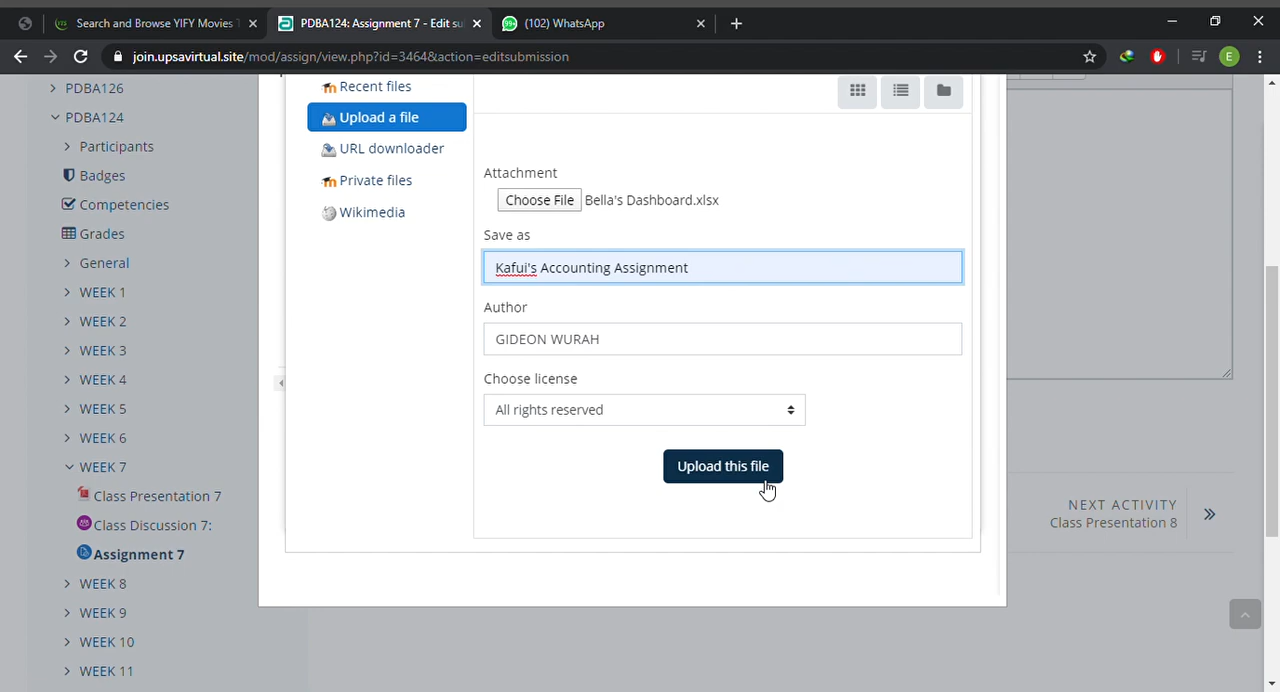 Search and Browse YIFY Movies T
PDBA124: Assignment 7 - Edit su
99+
(102) WhatsApp
join.upsavirtual.site/mod/assign/view.php?id=3464&action=editsubmission
E
PDBA126
PDBA124
Participants
Badges
Competencies
Grades
General
WEEK 1
WEEK 2
WEEK 3
WEEK 4
WEEK 5
WEEK 6
WEEK 7
Class Presentation 7
Class Discussion 7:
Assignment 7
WEEK 8
WEEK 9
WEEK 10
WEEK 11
Recent files
Upload a file
URL downloader
Private files
Wikimedia
Attachment
Choose File Bella's Dashboard.xlsx
Save as
Kafui's Accounting Assignment
Author
GIDEON WURAH
Choose license
All rights reserved
Upload this file
NEXT ACTIVITY
Class Presentation 8